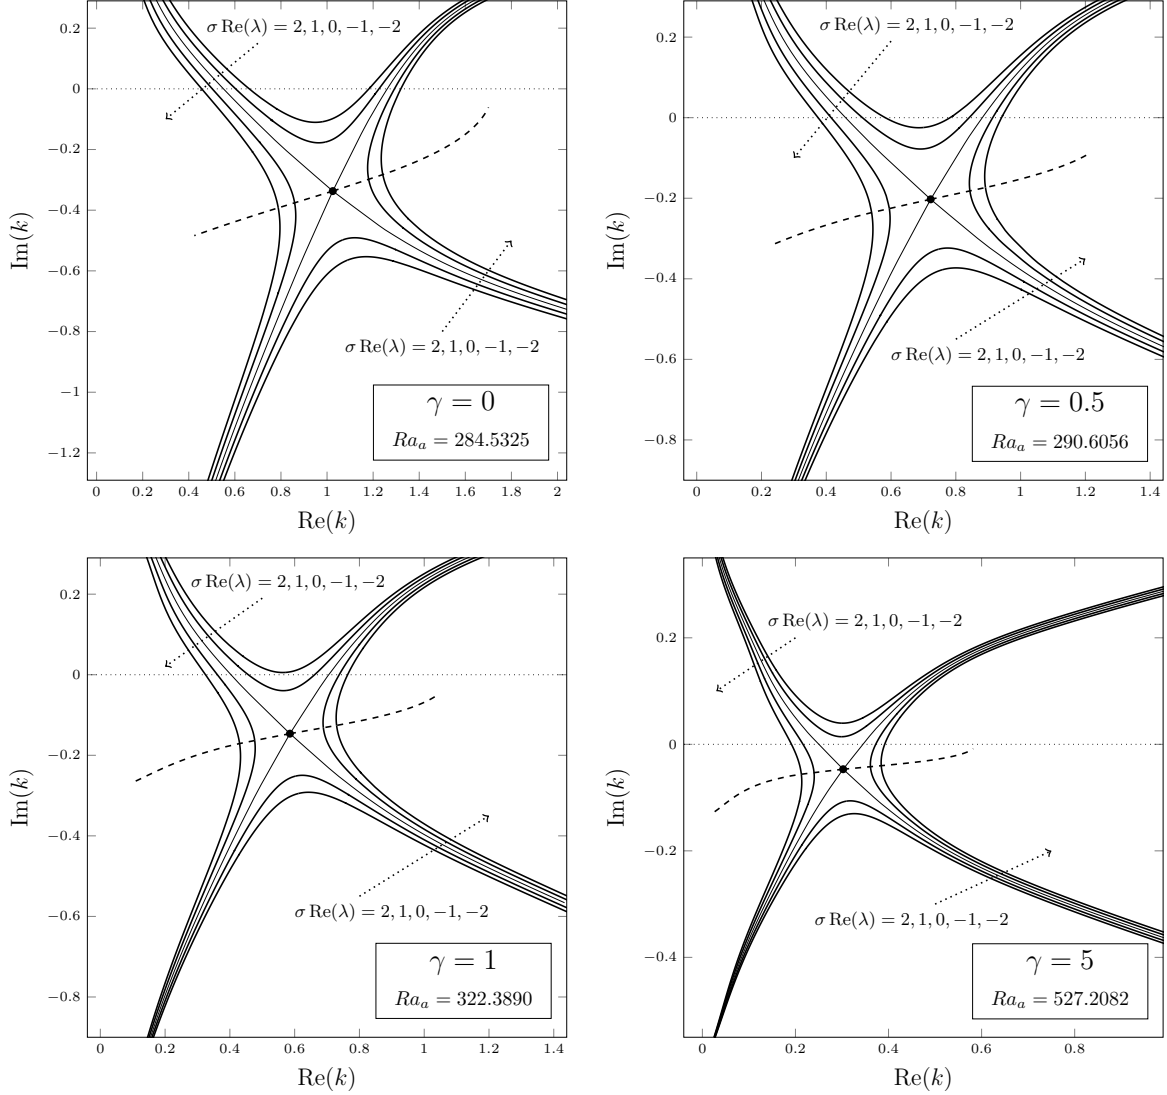 0.2
0
−0.2
−0.4
−0.6
−0.8
−1
−1.2
0 0.2 0.4 0.6 0.8 1 1.2 1.4 1.6 1.8 2
Im(k)
Re(k)
σ Re(λ) = 2, 1, 0, −1, −2
σ Re(λ) = 2, 1, 0, −1, −2
γ = 0
Ra_a = 284.5325
0.2
0
−0.2
−0.4
−0.6
−0.8
0 0.2 0.4 0.6 0.8 1 1.2 1.4
Im(k)
Re(k)
σ Re(λ) = 2, 1, 0, −1, −2
σ Re(λ) = 2, 1, 0, −1, −2
γ = 0.5
Ra_a = 290.6056
0.2
0
−0.2
−0.4
−0.6
−0.8
0 0.2 0.4 0.6 0.8 1 1.2 1.4
Im(k)
Re(k)
σ Re(λ) = 2, 1, 0, −1, −2
σ Re(λ) = 2, 1, 0, −1, −2
γ = 1
Ra_a = 322.3890
0.2
0
−0.2
−0.4
0 0.2 0.4 0.6 0.8
Im(k)
Re(k)
σ Re(λ) = 2, 1, 0, −1, −2
σ Re(λ) = 2, 1, 0, −1, −2
γ = 5
Ra_a = 527.2082